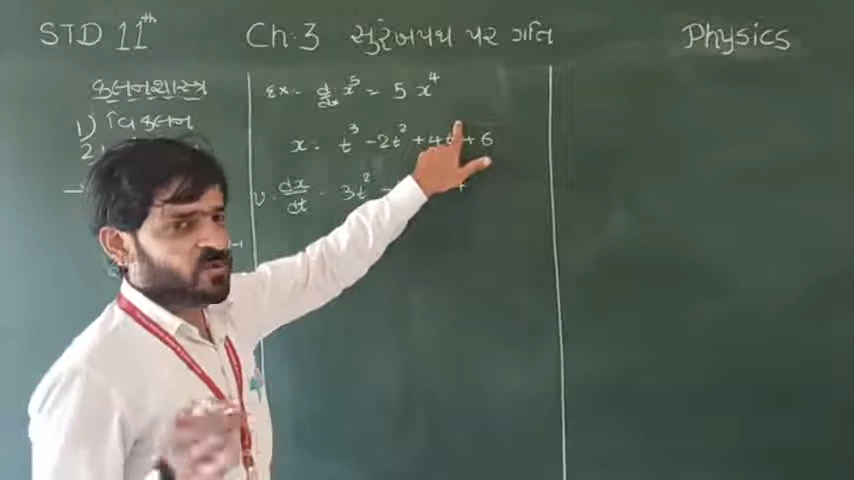 STD 11th
Ch:3 સુરેખપથ પર ગતિ
Physics
કલનશાસ્ત્ર
1) વિકલન
2)
Ex:- d/dx x⁵ = 5 x⁴
x = t³ - 2t² + 4t + 6
v = dx/dt = 3t² -